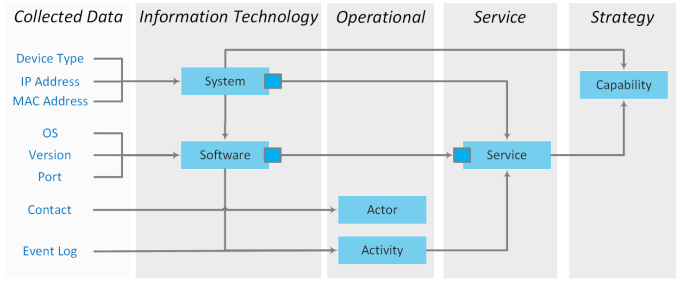 Collected Data
Information Technology
Operational
Service
Strategy
Device Type
IP Address
MAC Address
System
Capability
OS
Version
Port
Software
Service
Contact
Actor
Event Log
Activity